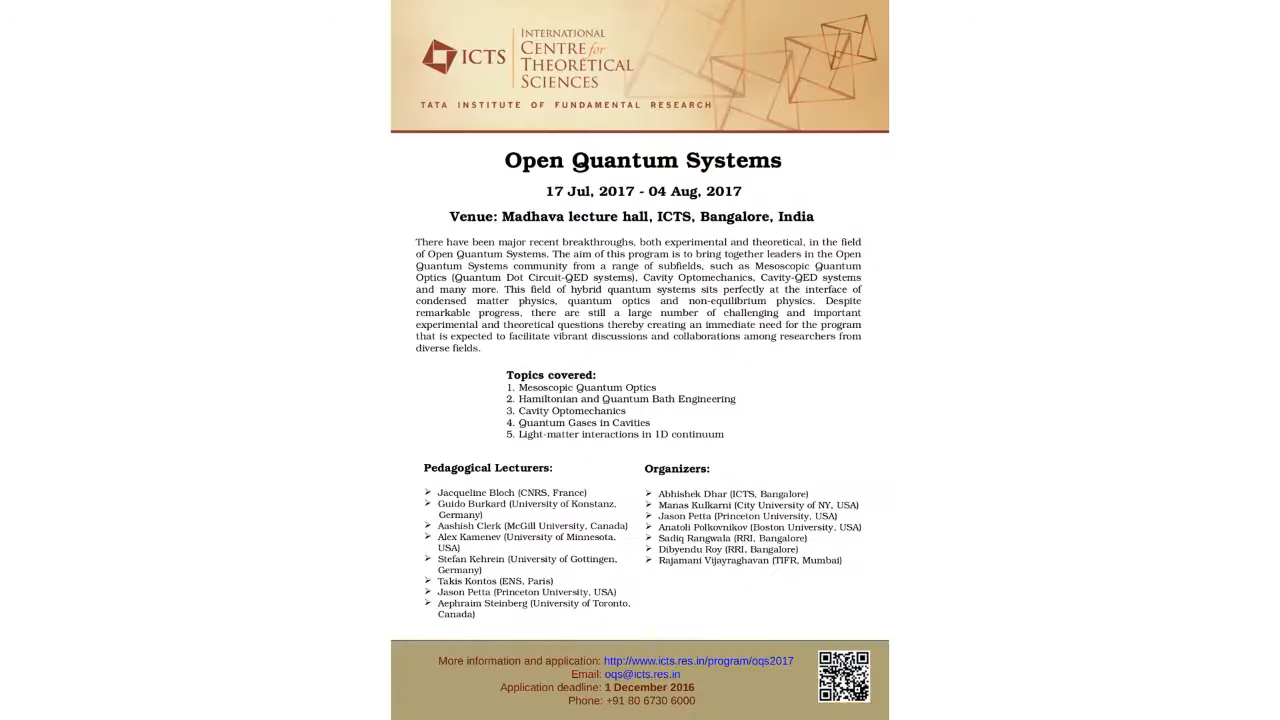 ICTS
INTERNATIONAL
CENTRE for
THEORETICAL
SCIENCES
TATA INSTITUTE OF FUNDAMENTAL RESEARCH
Open Quantum Systems
17 Jul, 2017 - 04 Aug, 2017
Venue: Madhava lecture hall, ICTS, Bangalore, India
There have been major recent breakthroughs, both experimental and theoretical, in the field
of Open Quantum Systems. The aim of this program is to bring together leaders in the Open
Quantum Systems community from a range of subfields, such as Mesoscopic Quantum
Optics (Quantum Dot Circuit-QED systems), Cavity Optomechanics, Cavity-QED systems
and many more. This field of hybrid quantum systems sits perfectly at the interface of
condensed matter physics, quantum optics and non-equilibrium physics. Despite
remarkable progress, there are still a large number of challenging and important
experimental and theoretical questions thereby creating an immediate need for the program
that is expected to facilitate vibrant discussions and collaborations among researchers from
diverse fields.
Topics covered:
1. Mesoscopic Quantum Optics
2. Hamiltonian and Quantum Bath Engineering
3. Cavity Optomechanics
4. Quantum Gases in Cavities
5. Light-matter interactions in 1D continuum
Pedagogical Lecturers:
➢ Jacqueline Bloch (CNRS, France)
➢ Guido Burkard (University of Konstanz,
Germany)
➢ Aashish Clerk (McGill University, Canada)
➢ Alex Kamenev (University of Minnesota,
USA)
➢ Stefan Kehrein (University of Gottingen,
Germany)
➢ Takis Kontos (ENS, Paris)
➢ Jason Petta (Princeton University, USA)
➢ Aephraim Steinberg (University of Toronto,
Canada)
Organizers:
➢ Abhishek Dhar (ICTS, Bangalore)
➢ Manas Kulkarni (City University of NY, USA)
➢ Jason Petta (Princeton University, USA)
➢ Anatoli Polkovnikov (Boston University, USA)
➢ Sadiq Rangwala (RRI, Bangalore)
➢ Dibyendu Roy (RRI, Bangalore)
➢ Rajamani Vijayraghavan (TIFR, Mumbai)
More information and application: http://www.icts.res.in/program/oqs2017
Email: oqs@icts.res.in
Application deadline: 1 December 2016
Phone: +91 80 6730 6000